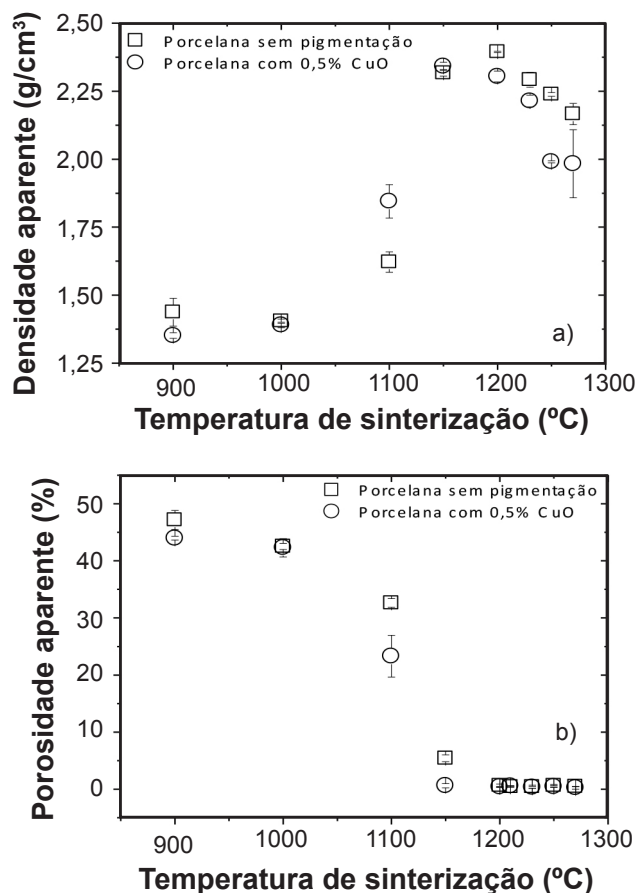 2,50
2,25
2,00
1,75
1,50
1,25
Densidade aparente (g/cm³)
Porcelana sem pigmentação
Porcelana com 0,5% CuO
a)
900 1000 1100 1200 1300
Temperatura de sinterização (ºC)
50
40
30
20
10
0
Porosidade aparente (%)
Porcelana sem pigmentação
Porcelana com 0,5% CuO
b)
900 1000 1100 1200 1300
Temperatura de sinterização (ºC)